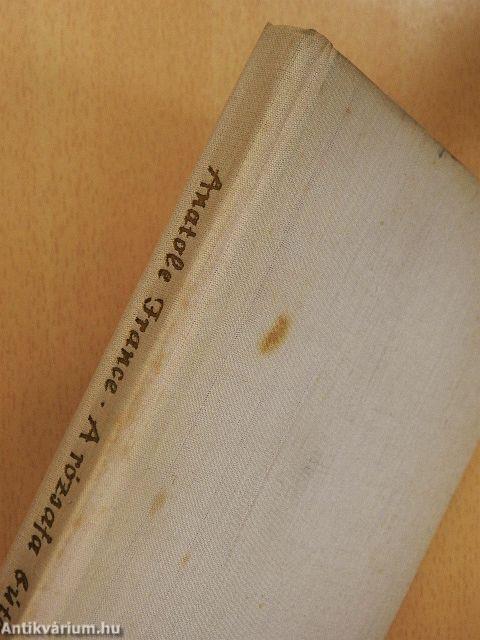 Anatole France. A rózsafa
Antikvárium.hu